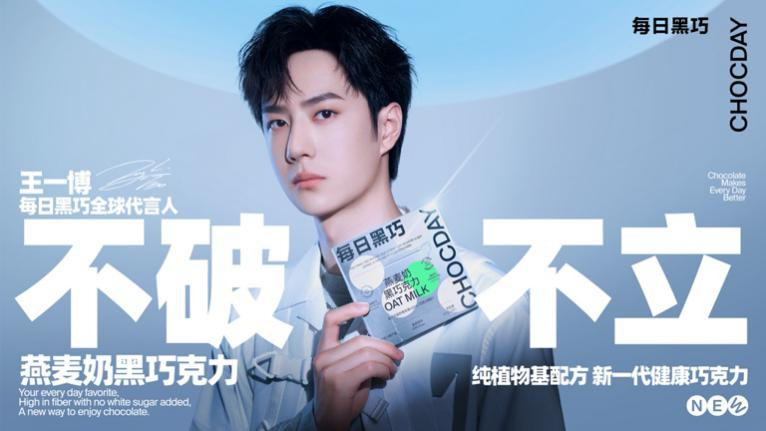 每日黑巧
CHOCDAY
王一博
每日黑巧全球代言人
Chocolate
Makes
Every Day
Better
不破不立
每日黑巧
CHOCDAY
燕麦奶
黑巧克力
OAT MILK
燕麦奶黑巧克力
Your every day favorite,
High in fiber with no white sugar added,
A new way to enjoy chocolate.
纯植物基配方 新一代健康巧克力
NEW